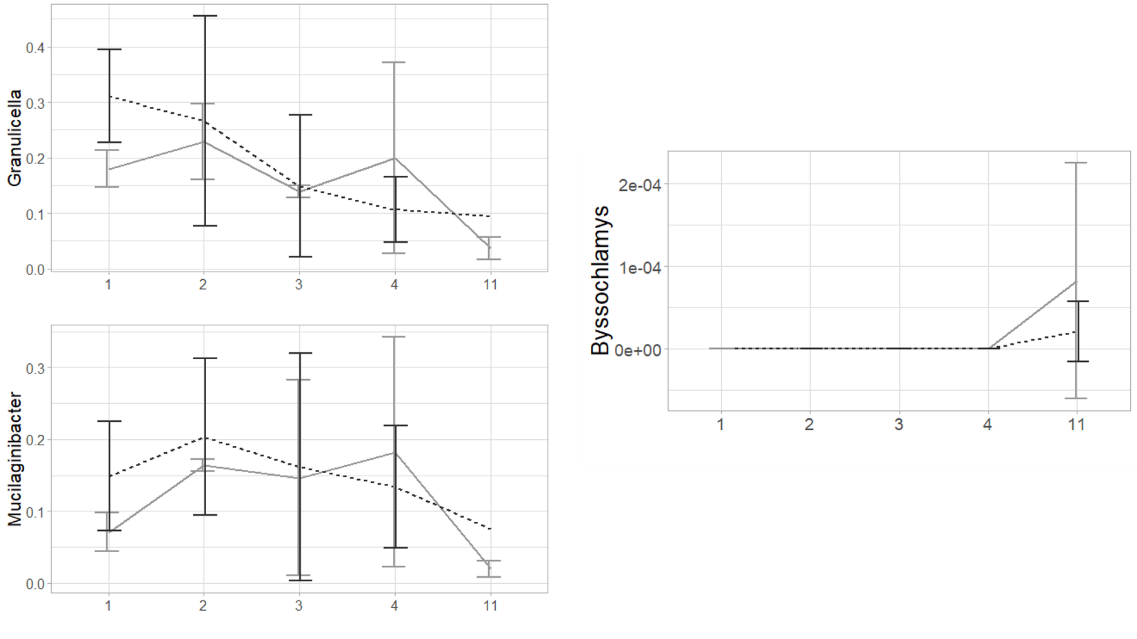 Granulicella
0.4
0.3
0.2
0.1
0.0
1 2 3 4 11
Mucilaginibacter
0.3
0.2
0.1
0.0
1 2 3 4 11
Byssochlamys
2e-04
1e-04
0e+00
1 2 3 4 11